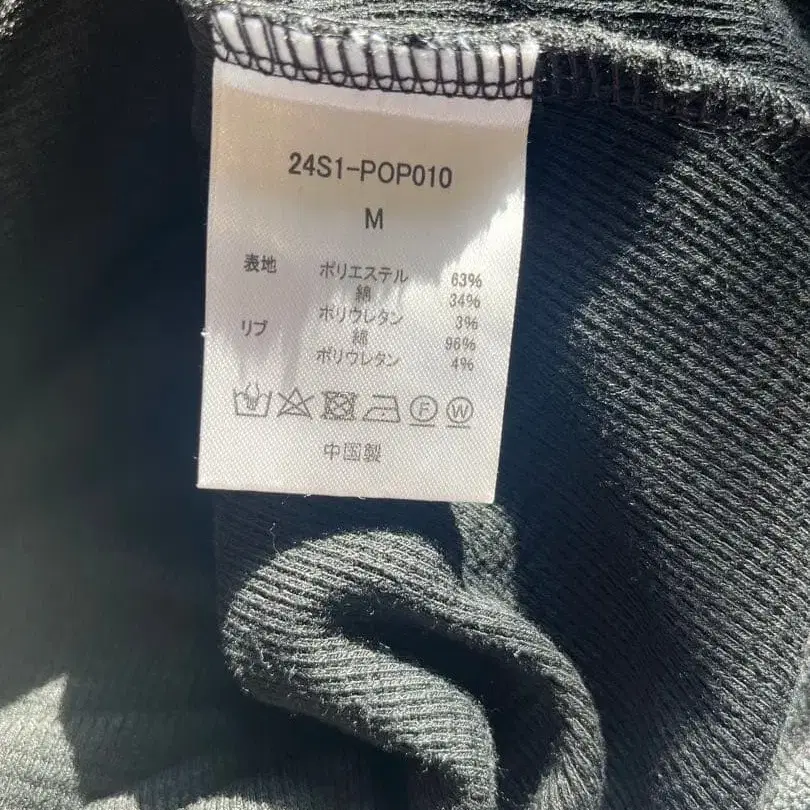 24S1-POP010
M
表地 ポリエステル 63%
綿 34%
ポリウレタン 3%
リブ 綿 96%
ポリウレタン 4%
F W
中国製